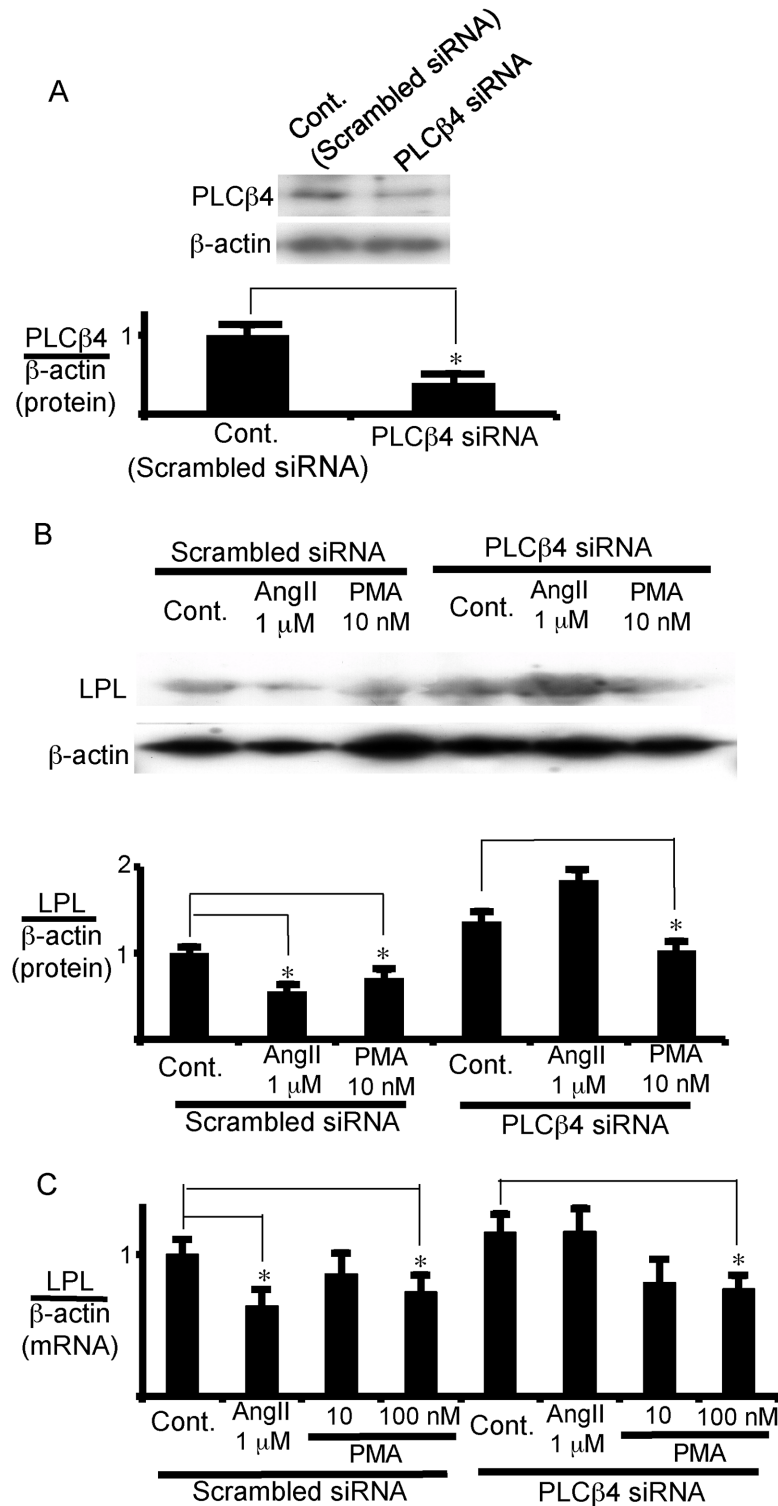 A
Cont.
(Scrambled siRNA)
PLCβ4 siRNA
PLCβ4
β-actin
PLCβ4
β-actin
(protein)
1
*
Cont.
(Scrambled siRNA)
PLCβ4 siRNA
B
Scrambled siRNA
PLCβ4 siRNA
Cont.
AngII
1 μM
PMA
10 nM
Cont.
AngII
1 μM
PMA
10 nM
LPL
β-actin
LPL
β-actin
(protein)
2
1
*
*
*
Cont.
AngII
1 μM
PMA
10 nM
Cont.
AngII
1 μM
PMA
10 nM
Scrambled siRNA
PLCβ4 siRNA
C
LPL
β-actin
(mRNA)
1
*
*
*
Cont.
AngII
1 μM
10
100 nM
PMA
Cont.
AngII
1 μM
10
100 nM
PMA
Scrambled siRNA
PLCβ4 siRNA